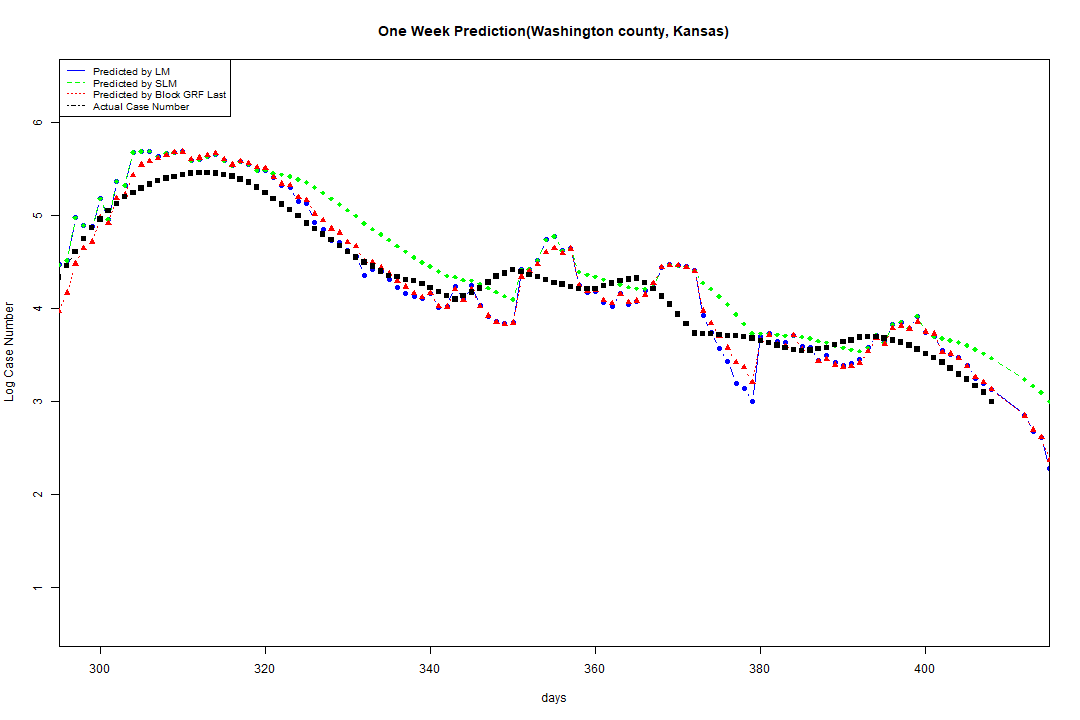 One Week Prediction(Washington county, Kansas)
Predicted by LM
Predicted by SLM
Predicted by Block GRF Last
Actual Case Number
6
5
4
3
2
1
Log Case Number
300 320 340 360 380 400
days